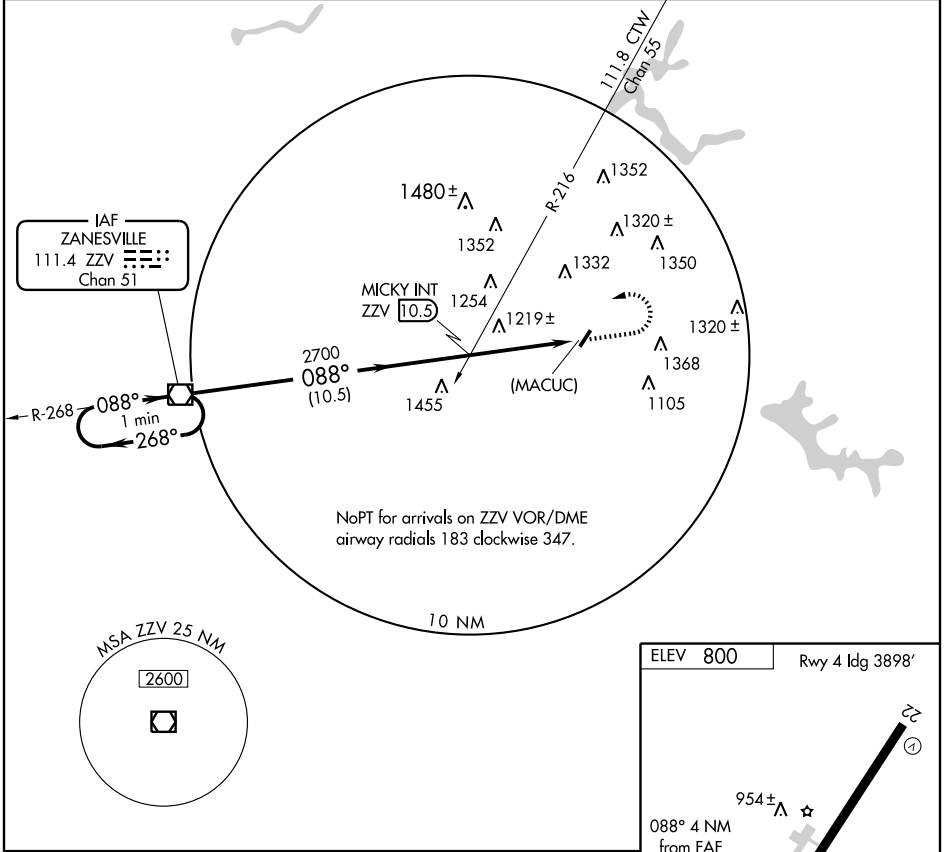 111.8 CTW
Chan 55
R-216
1352
1480±
1320 ±
1352
1350
IAF
ZANESVILLE
111.4 ZZV
Chan 51
1332
MICKY INT
ZZV 10.5
1254
1219±
1320 ±
2700
088°
(10.5)
(MACUC)
1368
1455
1105
R-268
088°
1 min
268°
NoPT for arrivals on ZZV VOR/DME
airway radials 183 clockwise 347.
10 NM
MSA ZZV 25 NM
2600
ELEV 800
Rwy 4 ldg 3898'
22
V
954±
088° 4 NM
from FAF